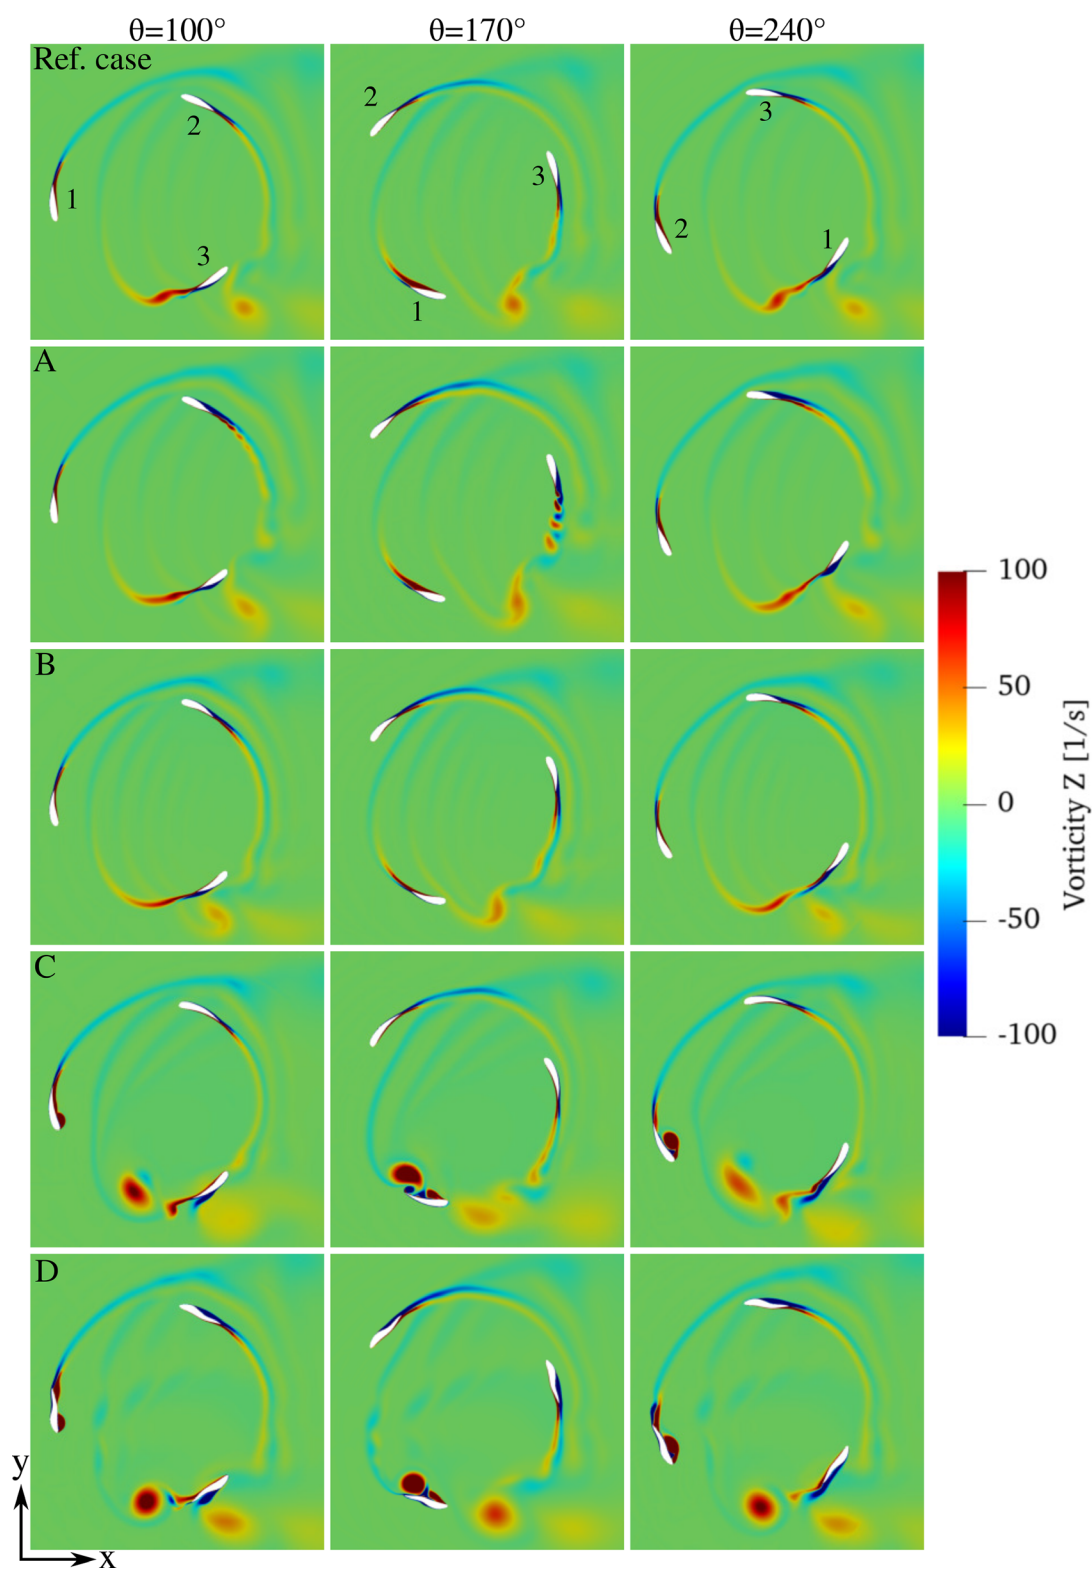 θ=100° θ=170° θ=240°
Ref. case
2
1
3
2
3
1
3
2
1
A
B
C
D
100
50
0
-50
-100
Vorticity Z [1/s]
y
x